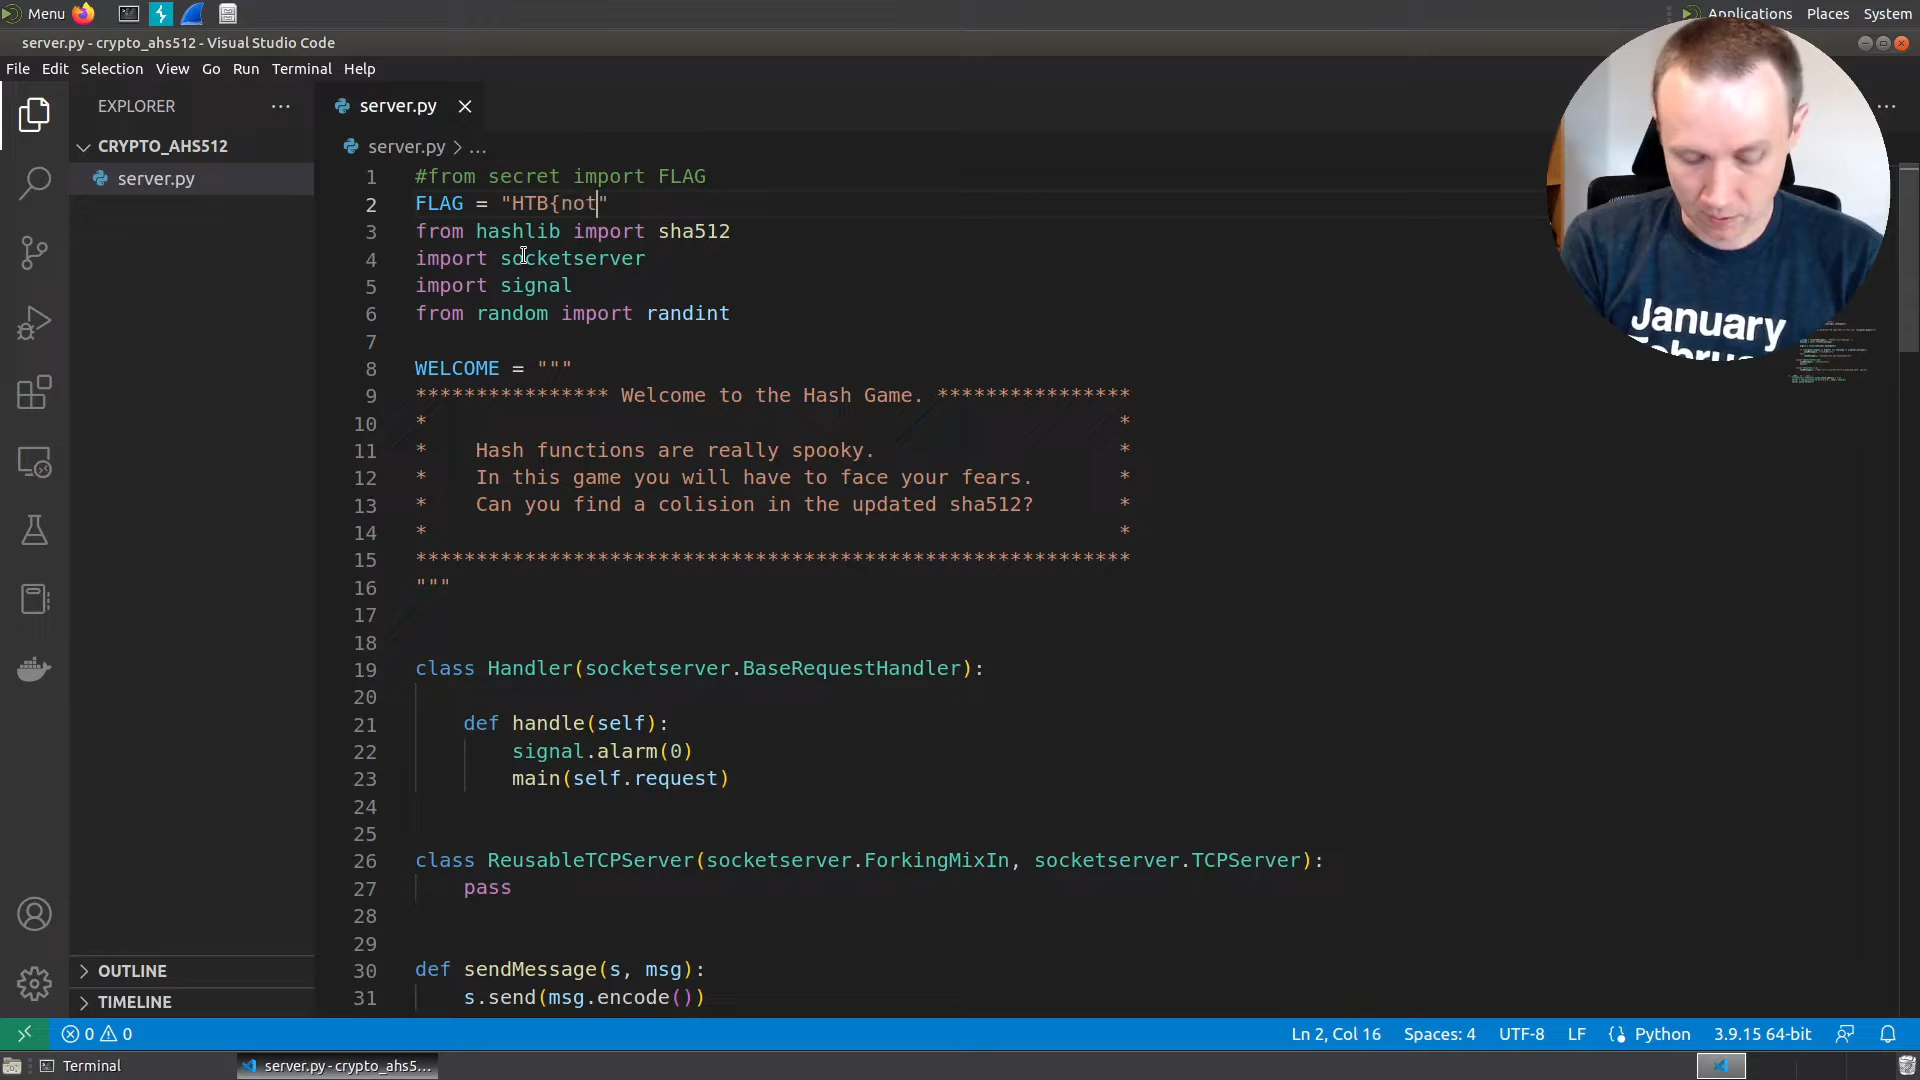 Menu
Applications Places System
server.py - crypto_ahs512 - Visual Studio Code
File Edit Selection View Go Run Terminal Help
EXPLORER ...
server.py
...
CRYPTO_AHS512
server.py > ...
server.py
1 #from secret import FLAG
2 FLAG = "HTB{not"
3 from hashlib import sha512
4 import socketserver
5 import signal
6 from random import randint
7
8 WELCOME = """
9 **************** Welcome to the Hash Game. ****************
10 * *
11 * Hash functions are really spooky. *
12 * In this game you will have to face your fears. *
13 * Can you find a colision in the updated sha512? *
14 * *
15 ***********************************************************
16 """
17
18
19 class Handler(socketserver.BaseRequestHandler):
20
21 def handle(self):
22 signal.alarm(0)
23 main(self.request)
24
25
26 class ReusableTCPServer(socketserver.ForkingMixIn, socketserver.TCPServer):
27 pass
28
29
30 def sendMessage(s, msg):
31 s.send(msg.encode())
January
OUTLINE
TIMELINE
0 0
Ln 2, Col 16 Spaces: 4 UTF-8 LF Python 3.9.15 64-bit
Terminal
server.py - crypto_ahs5...